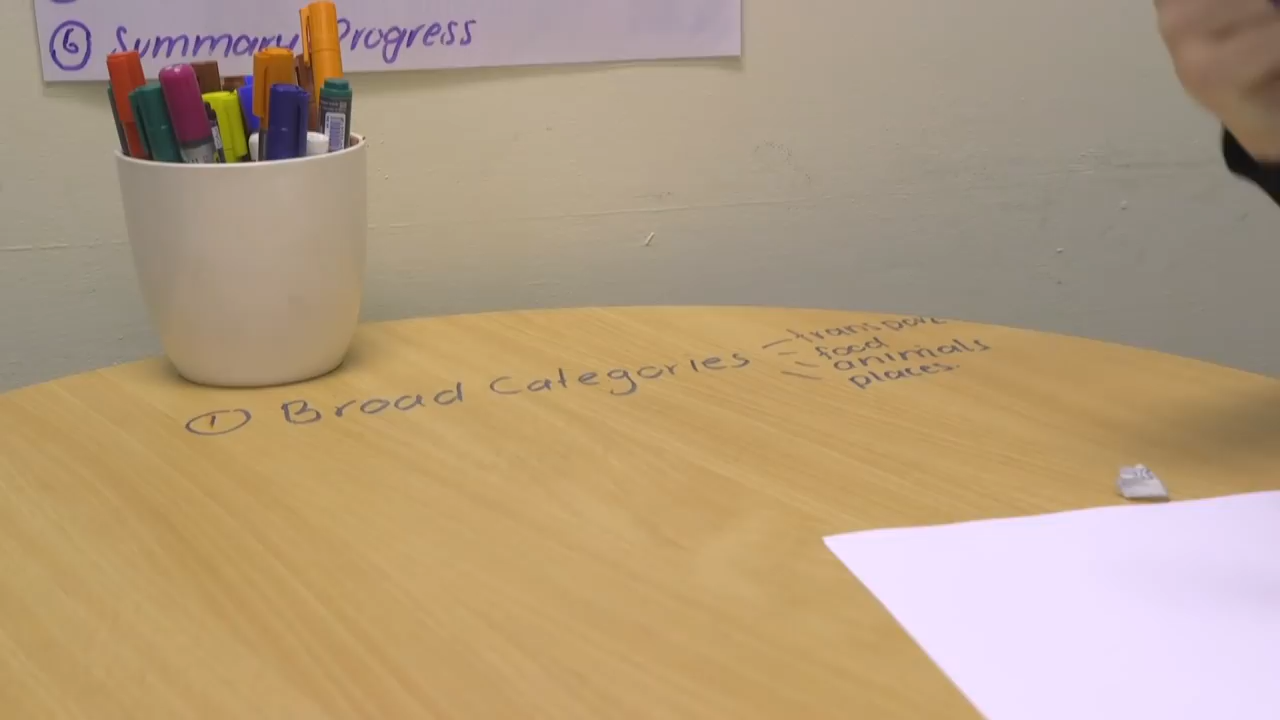 ⑥ Summary Progress
① Broad Categories
- transport
- food
- animals
- places.